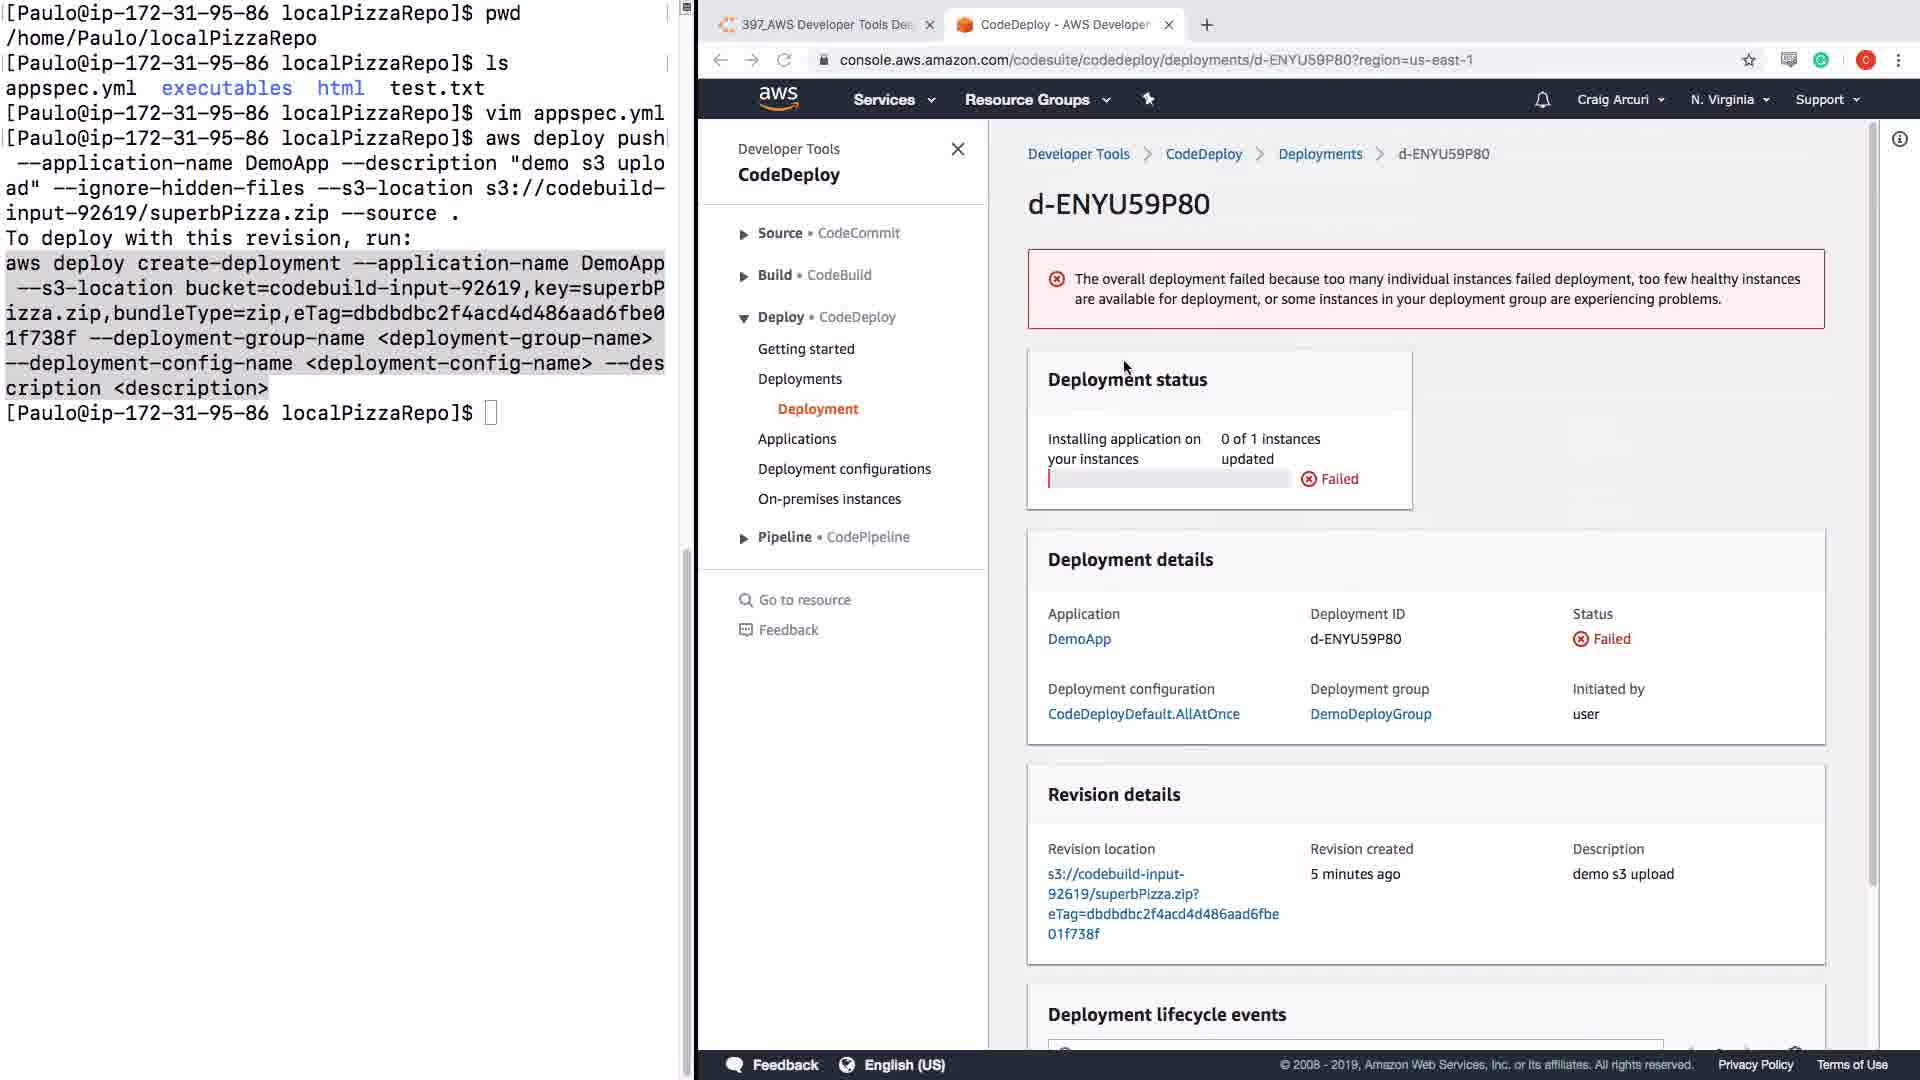 [Paulo@ip-172-31-95-86 localPizzaRepo]$ pwd
/home/Paulo/localPizzaRepo
[Paulo@ip-172-31-95-86 localPizzaRepo]$ ls
appspec.yml executables html test.txt
[Paulo@ip-172-31-95-86 localPizzaRepo]$ vim appspec.yml
[Paulo@ip-172-31-95-86 localPizzaRepo]$ aws deploy push
--application-name DemoApp --description "demo s3 uplo
ad" --ignore-hidden-files --s3-location s3://codebuild-
input-92619/superbPizza.zip --source .
To deploy with this revision, run:
aws deploy create-deployment --application-name DemoApp
--s3-location bucket=codebuild-input-92619,key=superbP
izza.zip,bundleType=zip,eTag=dbdbdbc2f4acd4d486aad6fbe0
1f738f --deployment-group-name <deployment-group-name>
--deployment-config-name <deployment-config-name> --des
cription <description>
[Paulo@ip-172-31-95-86 localPizzaRepo]$
397_AWS Developer Tools
CodeDeploy - AWS Developer
console.aws.amazon.com/codesuite/codedeploy/deployments/d-ENYU59P80?region=us-east-1
C
aws
Services
Resource Groups
Craig Arcuri
N. Virginia
Support
Developer Tools
CodeDeploy
Source • CodeCommit
Build • CodeBuild
Deploy • CodeDeploy
Getting started
Deployments
Deployment
Applications
Deployment configurations
On-premises instances
Pipeline • CodePipeline
Go to resource
Feedback
Developer Tools > CodeDeploy > Deployments > d-ENYU59P80
d-ENYU59P80
The overall deployment failed because too many individual instances failed deployment, too few healthy instances
are available for deployment, or some instances in your deployment group are experiencing problems.
Deployment status
Installing application on
your instances
0 of 1 instances
updated
Failed
Deployment details
Application
DemoApp
Deployment ID
d-ENYU59P80
Status
Failed
Deployment configuration
CodeDeployDefault.AllAtOnce
Deployment group
DemoDeployGroup
Initiated by
user
Revision details
Revision location
s3://codebuild-input-
92619/superbPizza.zip?
eTag=dbdbdbc2f4acd4d486aad6fbe
01f738f
Revision created
5 minutes ago
Description
demo s3 upload
Deployment lifecycle events
Feedback
English (US)
© 2008 - 2019, Amazon Web Services, Inc. or its affiliates. All rights reserved.
Privacy Policy
Terms of Use